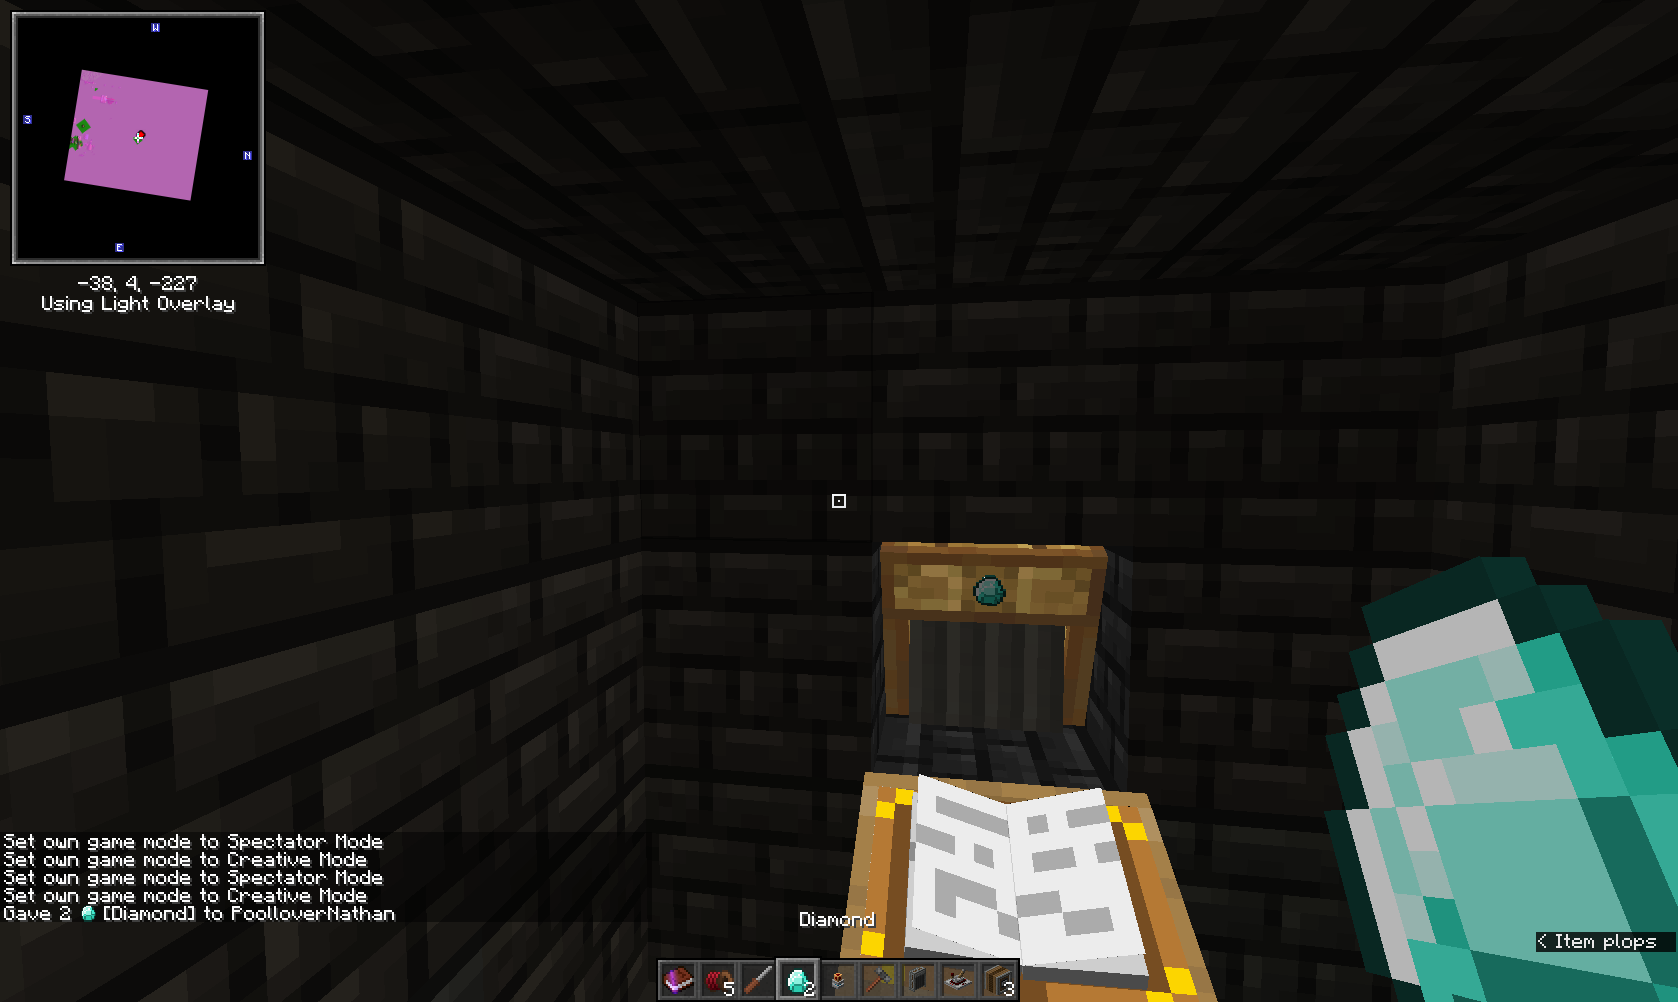 W
S
N
E
-38, 4, -227
Using Light Overlay
Set own game mode to Spectator Mode
Set own game mode to Creative Mode
Set own game mode to Spectator Mode
Set own game mode to Creative Mode
Gave 2 [Diamond] to PoolloverNathan
Diamond
< Item plops
5
2
3